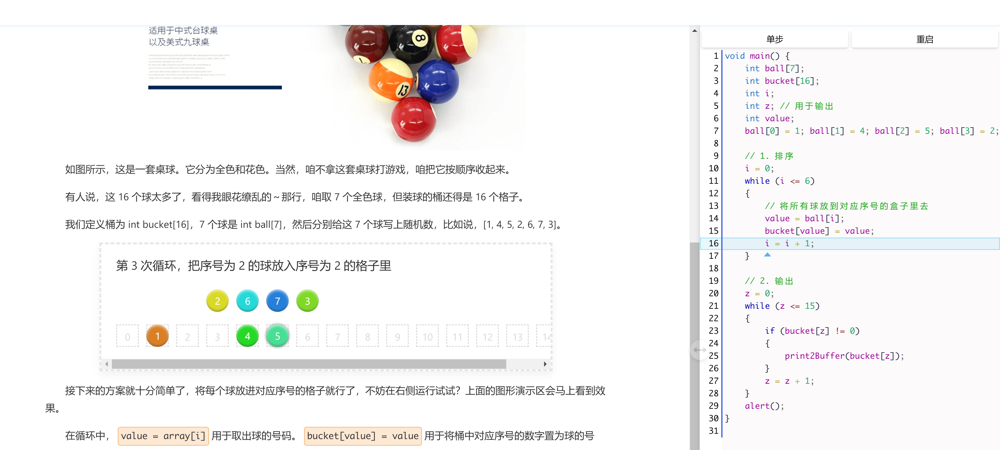 适用于中式台球桌
以及美式九球桌
8
13
如图所示，这是一套桌球。它分为全色和花色。当然，咱不拿这套桌球打游戏，咱把它按顺序收起来。
有人说，这 16 个球太多了，看得我眼花缭乱的～那行，咱取 7 个全色球，但装球的桶还得是 16 个格子。
我们定义桶为 int bucket[16]，7 个球是 int ball[7]，然后分别给这 7 个球写上随机数，比如说，[1, 4, 5, 2, 6, 7, 3]。
第 3 次循环，把序号为 2 的球放入序号为 2 的格子里
2 6 7 3
0 1 2 3 4 5 6 7 8 9 10 11 12 13 14
接下来的方案就十分简单了，将每个球放进对应序号的格子就行了，不妨在右侧运行试试？上面的图形演示区会马上看到效
果。
在循环中， value = array[i] 用于取出球的号码。 bucket[value] = value 用于将桶中对应序号的数字置为球的号
单步 重启
1 void main() {
2 int ball[7];
3 int bucket[16];
4 int i;
5 int z; // 用于输出
6 int value;
7 ball[0] = 1; ball[1] = 4; ball[2] = 5; ball[3] = 2;
8
9 // 1. 排序
10 i = 0;
11 while (i <= 6)
12 {
13 // 将所有球放到对应序号的盒子里去
14 value = ball[i];
15 bucket[value] = value;
16 i = i + 1;
17 }
18
19 // 2. 输出
20 z = 0;
21 while (z <= 15)
22 {
23 if (bucket[z] != 0)
24 {
25 print2Buffer(bucket[z]);
26 }
27 z = z + 1;
28 }
29 alert();
30 }
31